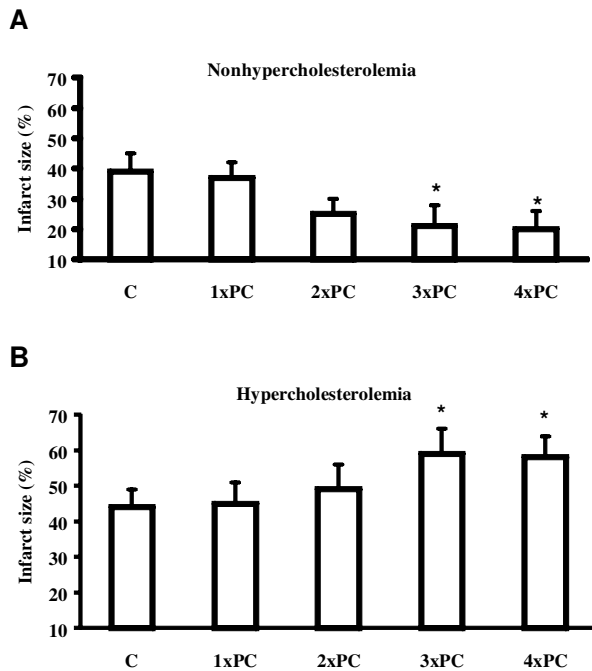 A
Nonhypercholesterolemia
Infarct size (%)
70
60
50
40
30
20
10
* *
C 1xPC 2xPC 3xPC 4xPC
B
Hypercholesterolemia
Infarct size (%)
70
60
50
40
30
20
10
* *
C 1xPC 2xPC 3xPC 4xPC